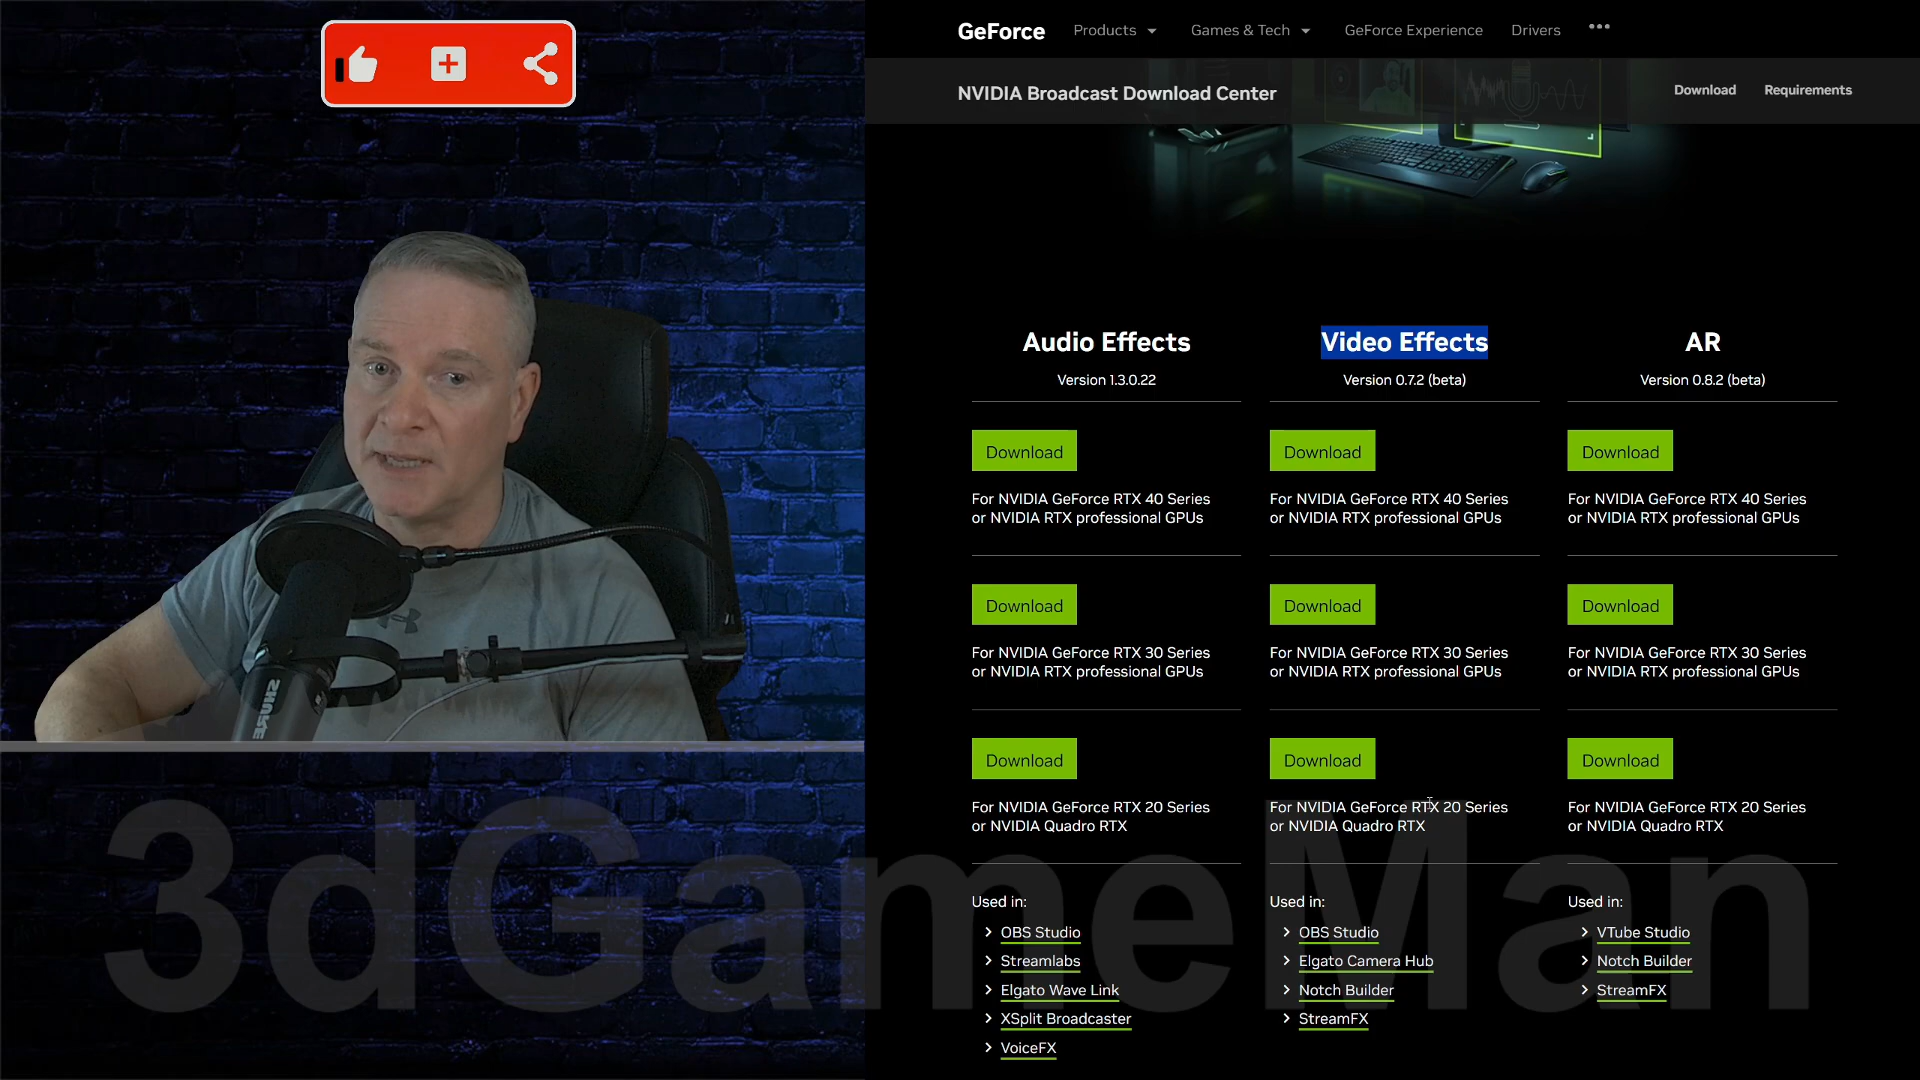 GeForce
Products
Games & Tech
GeForce Experience
Drivers
NVIDIA Broadcast Download Center
Download
Requirements
Audio Effects
Version 1.3.0.22
Download
For NVIDIA GeForce RTX 40 Series
or NVIDIA RTX professional GPUs
Download
For NVIDIA GeForce RTX 30 Series
or NVIDIA RTX professional GPUs
Download
For NVIDIA GeForce RTX 20 Series
or NVIDIA Quadro RTX
Used in:
OBS Studio
Streamlabs
Elgato Wave Link
XSplit Broadcaster
VoiceFX
Video Effects
Version 0.7.2 (beta)
Download
For NVIDIA GeForce RTX 40 Series
or NVIDIA RTX professional GPUs
Download
For NVIDIA GeForce RTX 30 Series
or NVIDIA RTX professional GPUs
Download
For NVIDIA GeForce RTX 20 Series
or NVIDIA Quadro RTX
Used in:
OBS Studio
Elgato Camera Hub
Notch Builder
StreamFX
AR
Version 0.8.2 (beta)
Download
For NVIDIA GeForce RTX 40 Series
or NVIDIA RTX professional GPUs
Download
For NVIDIA GeForce RTX 30 Series
or NVIDIA RTX professional GPUs
Download
For NVIDIA GeForce RTX 20 Series
or NVIDIA Quadro RTX
Used in:
VTube Studio
Notch Builder
StreamFX
SHURE
3dGameMan